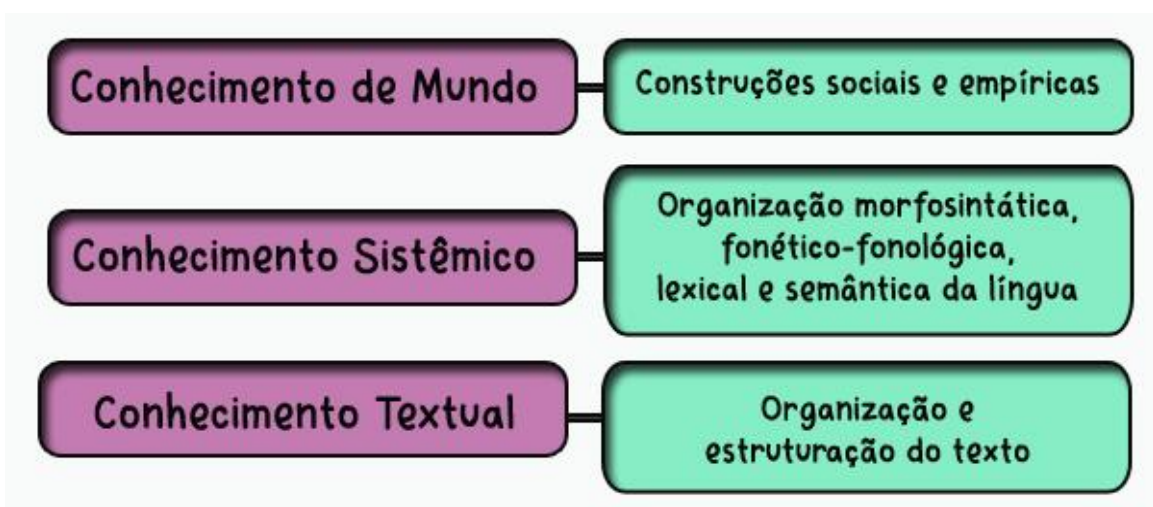 Conhecimento de Mundo
Construções sociais e empíricas
Conhecimento Sistêmico
Organização morfosintática,
fonético-fonológica,
lexical e semântica da língua
Conhecimento Textual
Organização e
estruturação do texto